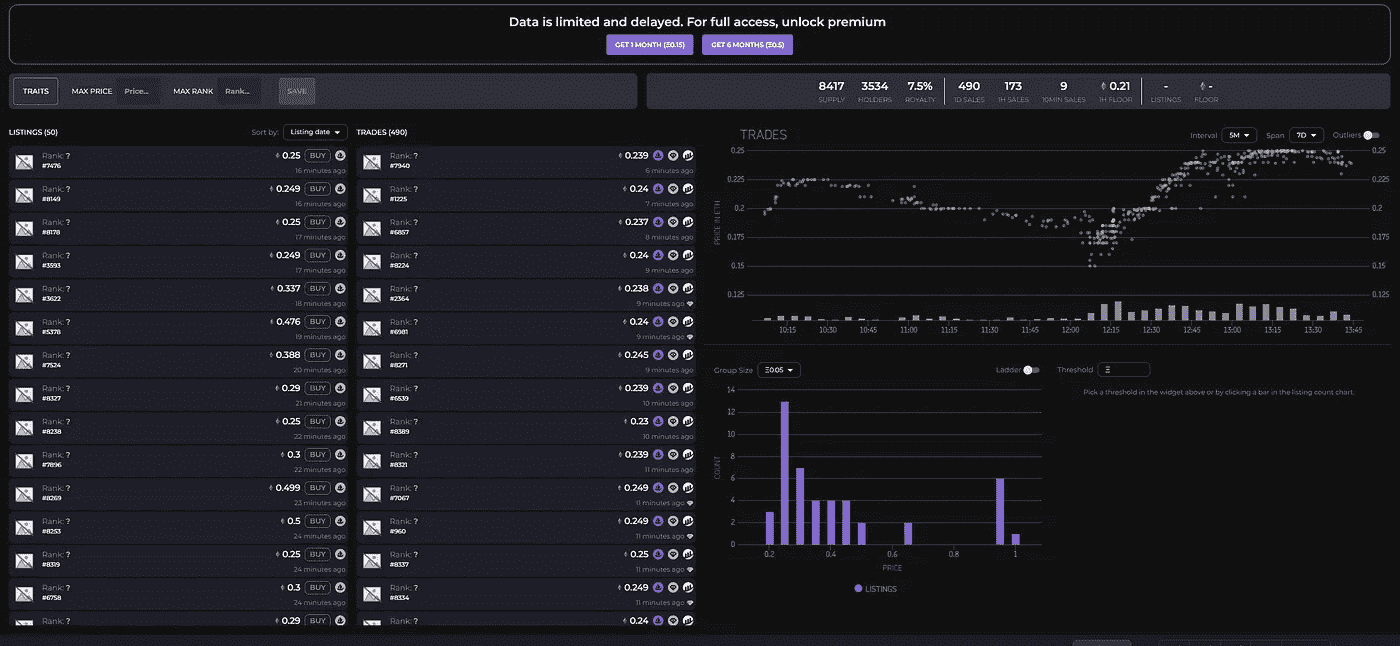 Data is limited and delayed. For full access, unlock premium
GET 1 MONTH (Ξ0.15) GET 6 MONTHS (Ξ0.5)
TRAITS MAX PRICE Price... MAX RANK Rank... SAVE
8417 3534 7.5% 490 173 9 0.21 - -
SUPPLY HOLDERS ROYALTY 1D SALES 1H SALES 10MIN SALES 1H FLOOR LISTINGS FLOOR
LISTINGS (50) Sort by: Listing date
Rank: ? 0.25 BUY
#7476 16 minutes ago
Rank: ? 0.249 BUY
#8149 16 minutes ago
Rank: ? 0.25 BUY
#8178 17 minutes ago
Rank: ? 0.249 BUY
#3593 17 minutes ago
Rank: ? 0.337 BUY
#3622 18 minutes ago
Rank: ? 0.476 BUY
#5378 19 minutes ago
Rank: ? 0.388 BUY
#7524 20 minutes ago
Rank: ? 0.29 BUY
#8327 21 minutes ago
Rank: ? 0.25 BUY
#8238 22 minutes ago
Rank: ? 0.3 BUY
#7896 22 minutes ago
Rank: ? 0.499 BUY
#8269 23 minutes ago
Rank: ? 0.5 BUY
#8253 24 minutes ago
Rank: ? 0.25 BUY
#8319 24 minutes ago
Rank: ? 0.3 BUY
#6758 24 minutes ago
Rank: ? 0.29 BUY
TRADES (490)
Rank: ? 0.239
#7940 6 minutes ago
Rank: ? 0.24
#1225 7 minutes ago
Rank: ? 0.237
#6857 8 minutes ago
Rank: ? 0.24
#8224 9 minutes ago
Rank: ? 0.238
#2364 9 minutes ago
Rank: ? 0.24
#6981 9 minutes ago
Rank: ? 0.245
#8271 9 minutes ago
Rank: ? 0.239
#6539 10 minutes ago
Rank: ? 0.23
#8389 10 minutes ago
Rank: ? 0.239
#8321 11 minutes ago
Rank: ? 0.249
#7067 11 minutes ago
Rank: ? 0.249
#960 11 minutes ago
Rank: ? 0.25
#8337 11 minutes ago
Rank: ? 0.249
#8334 11 minutes ago
Rank: ? 0.24
TRADES Interval 5M Span 7D Outliers
0.25 0.25
0.225 0.225
0.2 0.2
0.175 0.175
0.15 0.15
0.125 0.125
PRICE IN ETH
10:15 10:30 10:45 11:00 11:15 11:30 11:45 12:00 12:15 12:30 12:45 13:00 13:15 13:30 13:45
Group Size Ξ0.05 Ladder Threshold Ξ
Pick a threshold in the widget above or by clicking a bar in the listing count chart.
14
12
10
8
6
4
2
0
COUNT
0.2 0.4 0.6 0.8 1
PRICE
LISTINGS